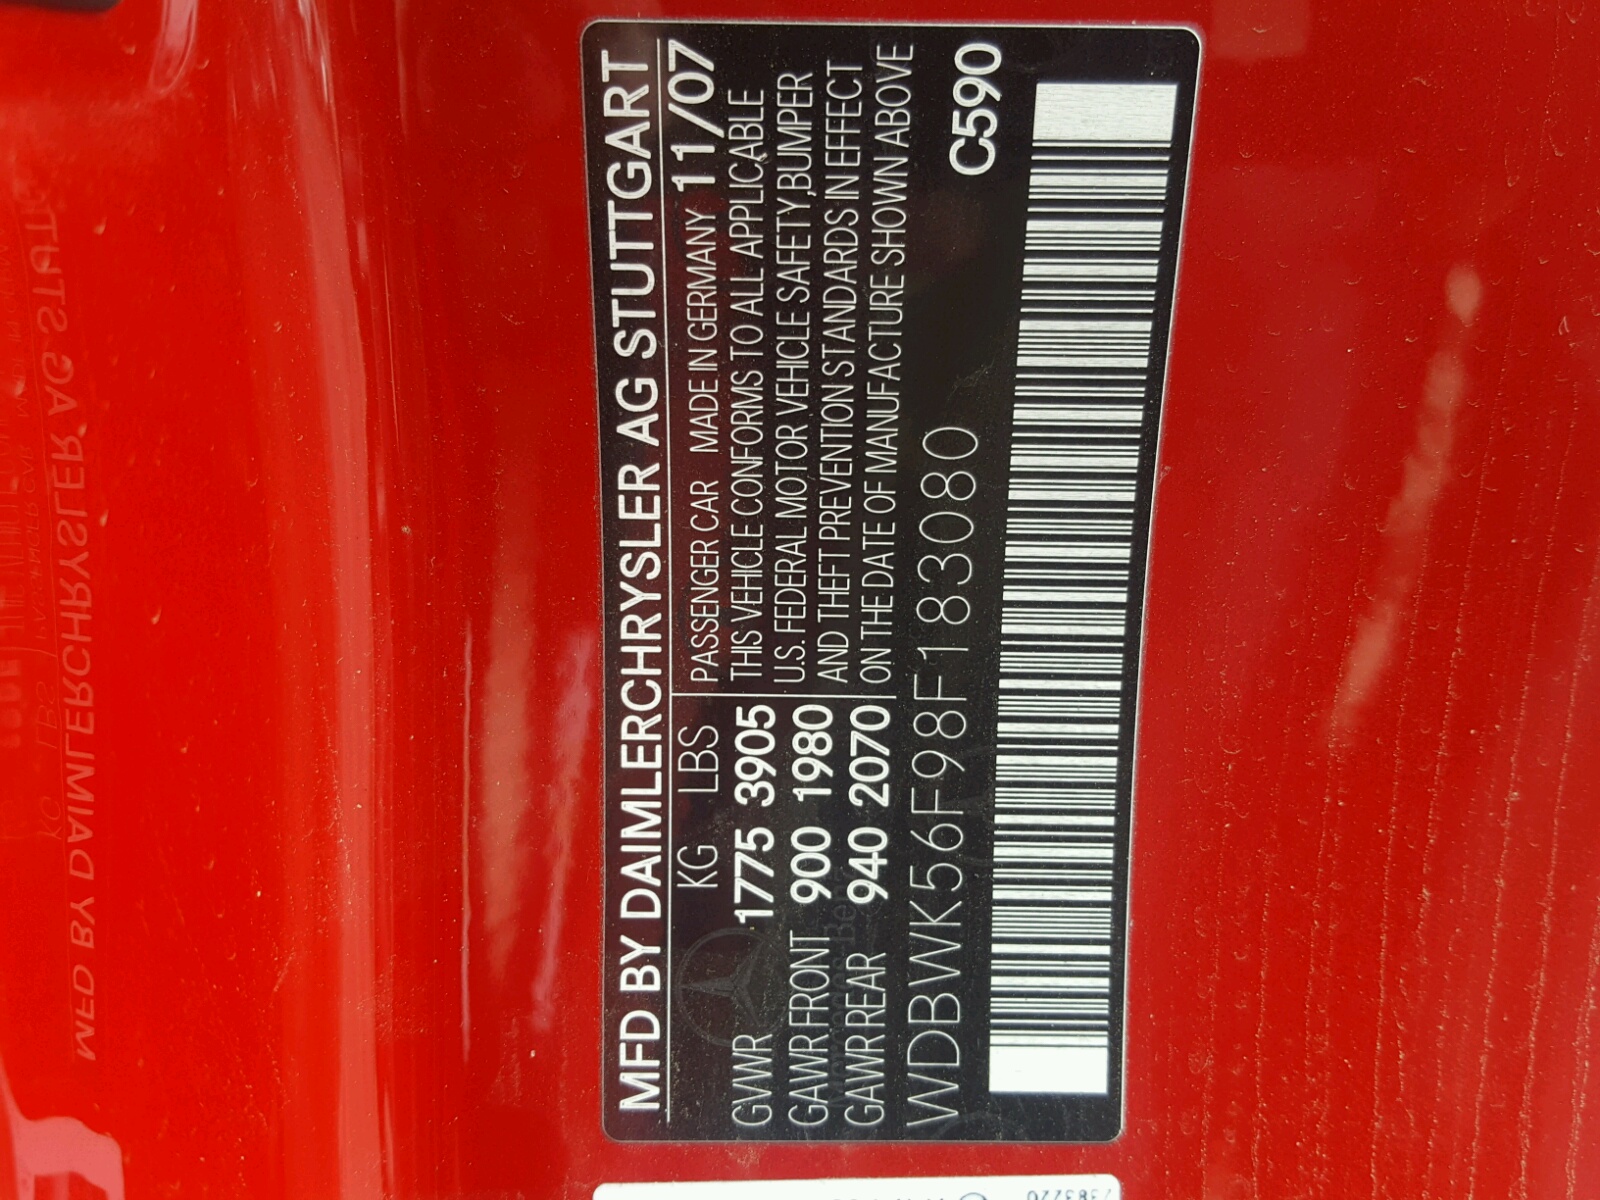 MFD BY DAIMLERCHRYSLER AG STUTTGART
KG LBS
GVWR 1775 3905
GAWR FRONT 900 1980
GAWR REAR 940 2070
PASSENGER CAR MADE IN GERMANY 11/07
THIS VEHICLE CONFORMS TO ALL APPLICABLE
U.S. FEDERAL MOTOR VEHICLE SAFETY,BUMPER
AND THEFT PREVENTION STANDARDS IN EFFECT
ON THE DATE OF MANUFACTURE SHOWN ABOVE
WDBWK56F98F183080
C590